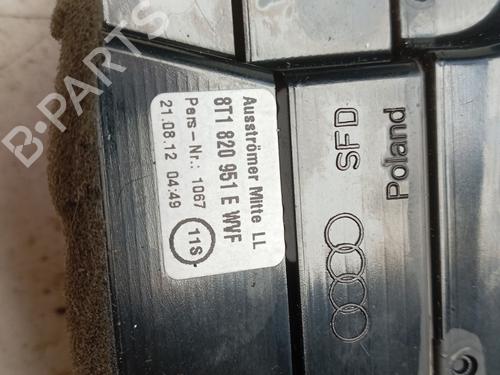 Ausströmer Mitte LL
8T1 820 951 E WVF
Pers-Nr.: 1067
21.08.12 04:49
11S
SFD
Poland
B-PARTS